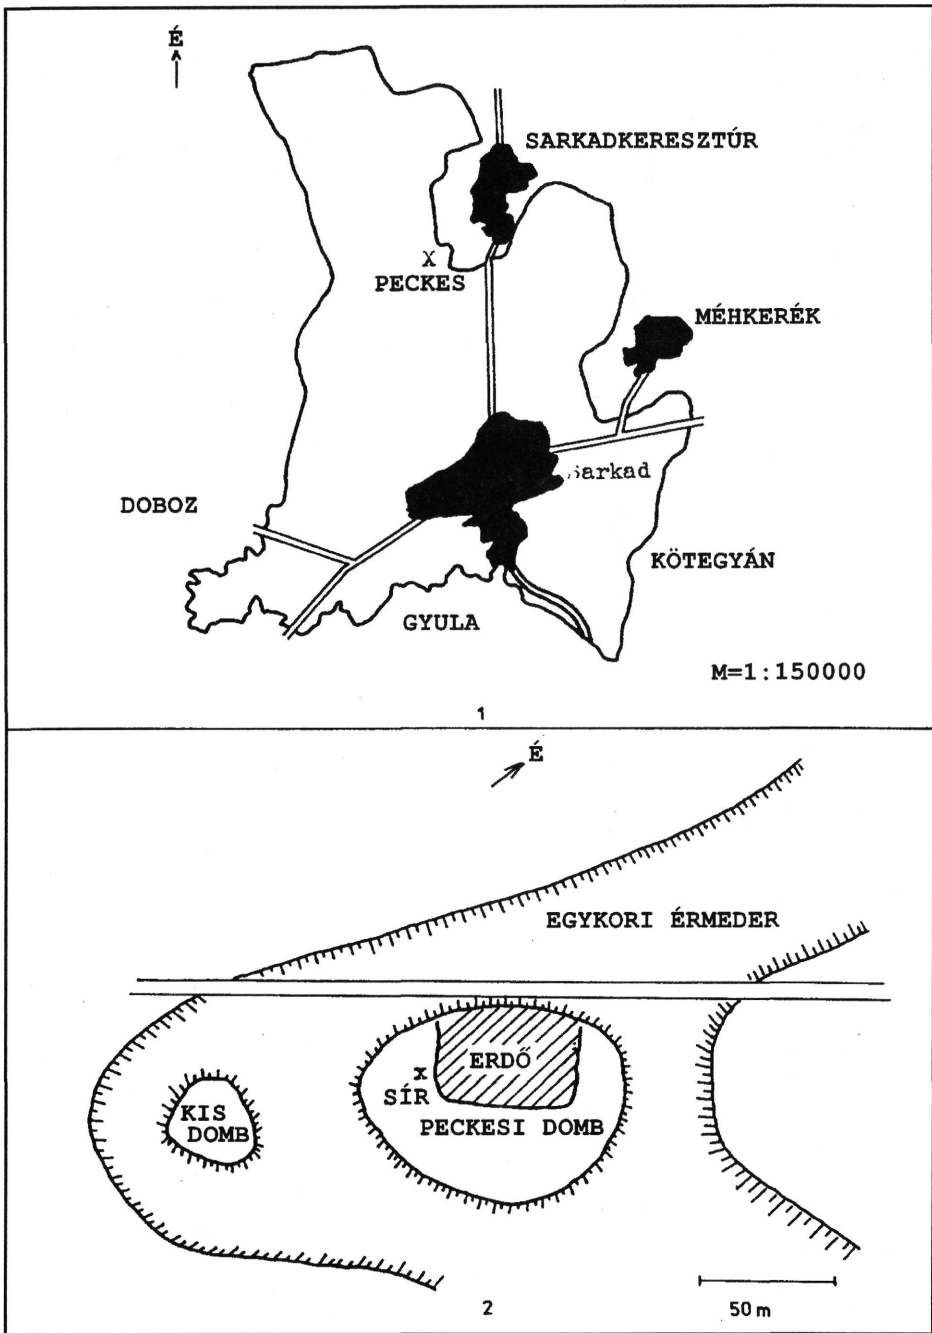 É
SARKADKERESZTÚR
X
PECKES
MÉHKERÉK
Sarkad
DOBOZ
KÖTEGYÁN
GYULA
M=1:150000
1
É
EGYKORI ÉRMEDER
ERDŐ
x
SÍR
KIS
DOMB
PECKESI DOMB
50 m
2